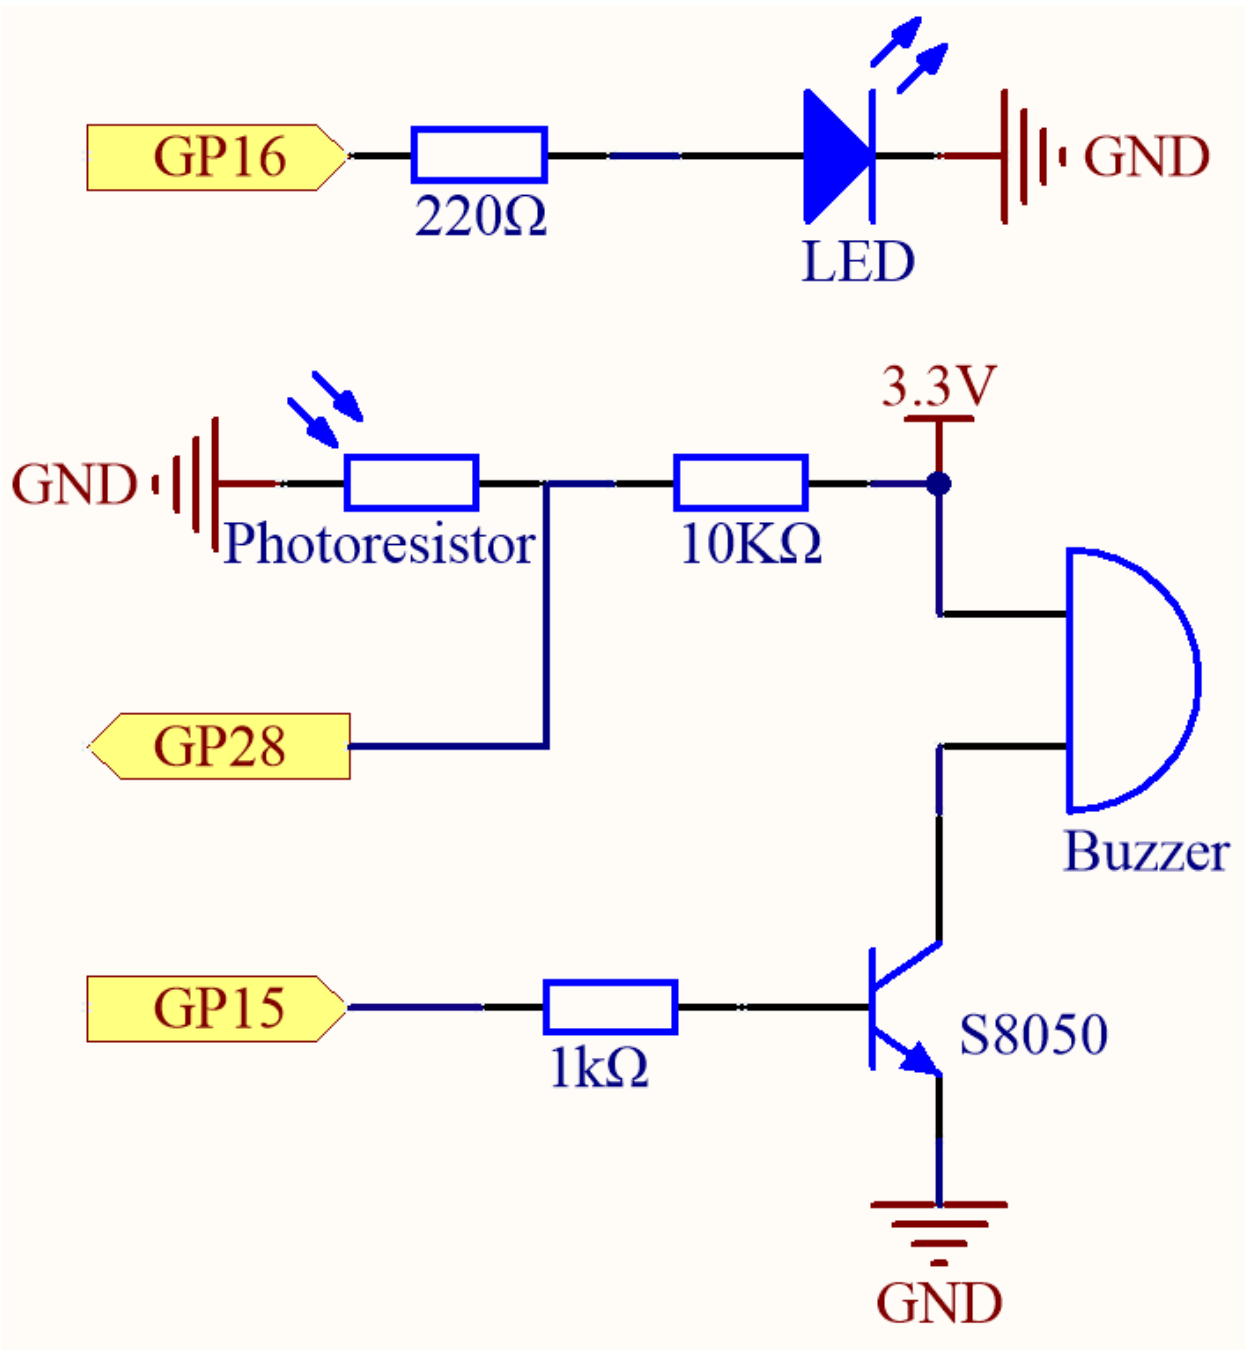 GP16
220Ω
LED
GND
3.3V
GND
Photoresistor
10KΩ
GP28
Buzzer
GP15
1kΩ
S8050
GND